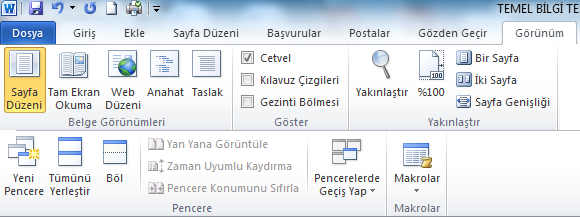 TEMEL BİLGİ TE
Dosya Giriş Ekle Sayfa Düzeni Başvurular Postalar Gözden Geçir Görünüm
Sayfa Düzeni
Tam Ekran Okuma
Web Düzeni
Anahat
Taslak
Belge Görünümleri
Cetvel
Kılavuz Çizgileri
Gezinti Bölmesi
Göster
Yakınlaştır
100
%100
Bir Sayfa
İki Sayfa
Sayfa Genişliği
Yakınlaştır
Yeni Pencere
Tümünü Yerleştir
Böl
Yan Yana Görüntüle
Zaman Uyumlu Kaydırma
Pencere Konumunu Sıfırla
Pencerelerde Geçiş Yap
Pencere
Makrolar
Makrolar